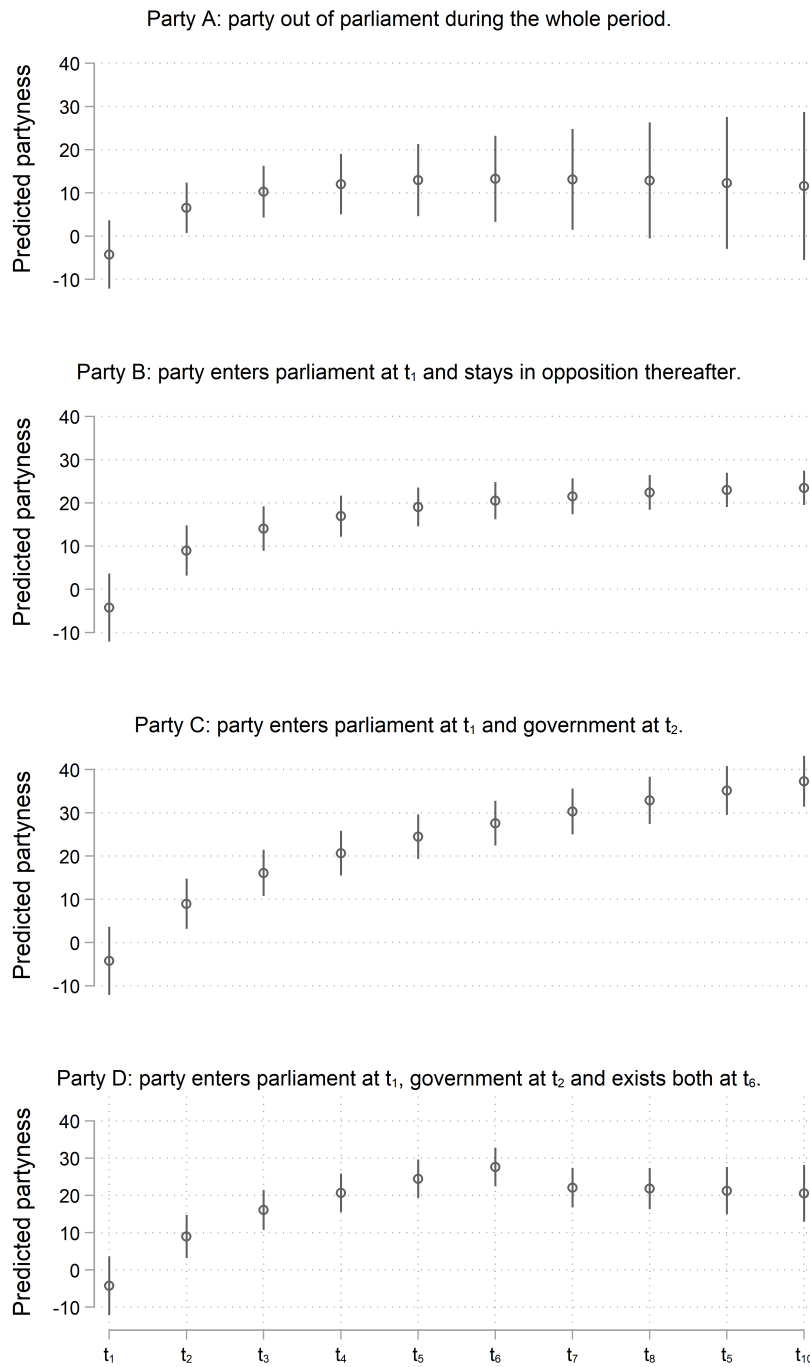 Party A: party out of parliament during the whole period.
Predicted partyness
40
30
20
10
0
-10
Party B: party enters parliament at t₁ and stays in opposition thereafter.
Predicted partyness
40
30
20
10
0
-10
Party C: party enters parliament at t₁ and government at t₂.
Predicted partyness
40
30
20
10
0
-10
Party D: party enters parliament at t₁, government at t₂ and exists both at t₆.
Predicted partyness
40
30
20
10
0
-10
t₁ t₂ t₃ t₄ t₅ t₆ t₇ t₈ t₅ t₁₀